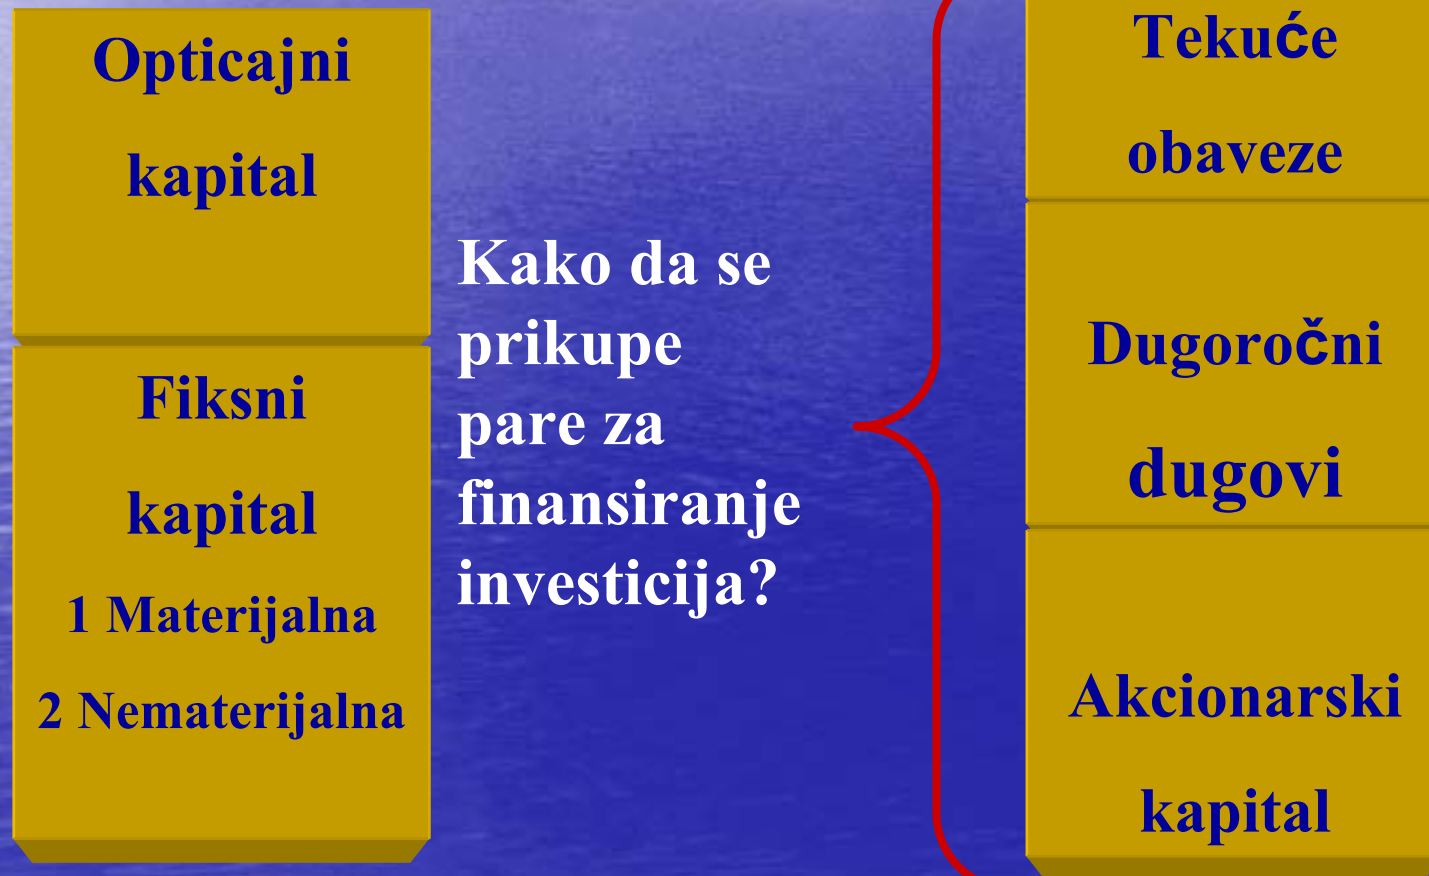 Opticajni
kapital
Fiksni
kapital
1 Materijalna
2 Nematerijalna
Kako da se
prikupe
pare za
finansiranje
investicija?
Tekuće
obaveze
Dugoročni
dugovi
Akcionarski
kapital